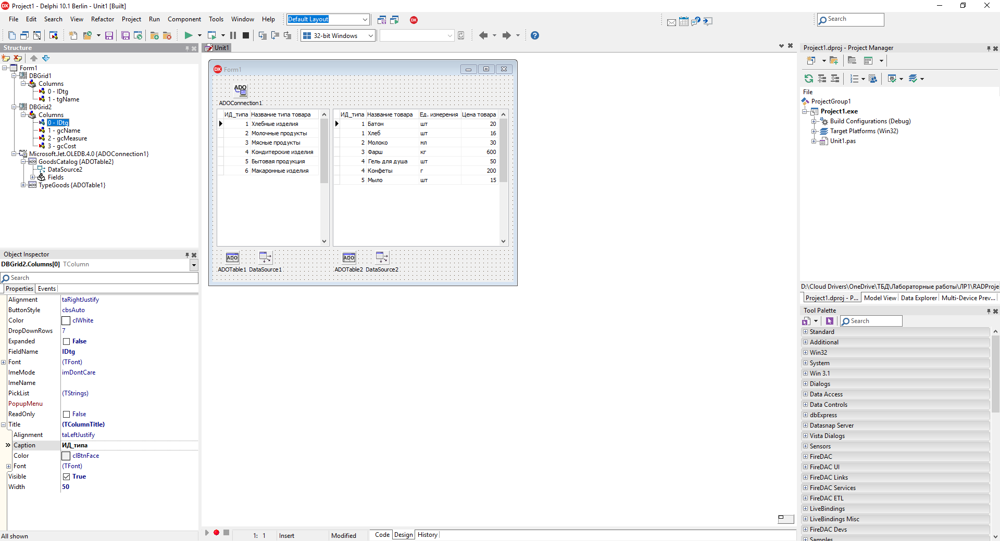 Project1 - Delphi 10.1 Berlin - Unit1 [Built]
File Edit Search View Refactor Project Run Component Tools Window Help
Default Layout
Search
32-bit Windows
Structure
Form1
DBGrid1
Columns
0 - IDtg
1 - tgName
DBGrid2
Columns
0 - IDtg
1 - gcName
2 - gcMeasure
3 - gcCost
Microsoft.Jet.OLEDB.4.0 {ADOConnection1}
GoodsCatalog {ADOTable2}
DataSource2
Fields
TypeGoods {ADOTable1}
Object Inspector
DBGrid2.Columns[0] TColumn
Search
Properties Events
Alignment taRightJustify
ButtonStyle cbsAuto
Color clWhite
DropDownRows 7
Expanded False
FieldName IDtg
Font (TFont)
ImeMode imDontCare
ImeName
PickList (TStrings)
PopupMenu
ReadOnly False
Title (TColumnTitle)
Alignment taLeftJustify
Caption ИД_типа
Color clBtnFace
Font (TFont)
Visible True
Width 50
All shown
Unit1
Form1
ADO
ADOConnection1
ИД_типа Название типа товара
1 Хлебные изделия
2 Молочные продукты
3 Мясные продукты
4 Кондитерские изделия
5 Бытовая продукция
6 Макаронные изделия
ИД_типа Название товара Ед. измерения Цена товара
1 Батон шт 20
1 Хлеб шт 16
2 Молоко мл 30
3 Фарш кг 600
4 Гель для душа шт 50
4 Конфеты г 200
5 Мыло шт 15
ADO ADO
ADOTable1 DataSource1 ADOTable2 DataSource2
1: 1 Insert Modified Code Design History
Project1.dproj - Project Manager
File
ProjectGroup1
Project1.exe
Build Configurations (Debug)
Target Platforms (Win32)
Unit1.pas
D:\Cloud Drivers\OneDrive\ТБД\Лабораторные работы\ЛР1\RADProje
Project1.dproj - P... Model View Data Explorer Multi-Device Prev...
Tool Palette
Search
Standard
Additional
Win32
System
Win 3.1
Dialogs
Data Access
Data Controls
dbExpress
Datasnap Server
Vista Dialogs
Sensors
FireDAC
FireDAC UI
FireDAC Links
FireDAC Services
FireDAC ETL
LiveBindings
LiveBindings Misc
FireDAC Devs
Samples